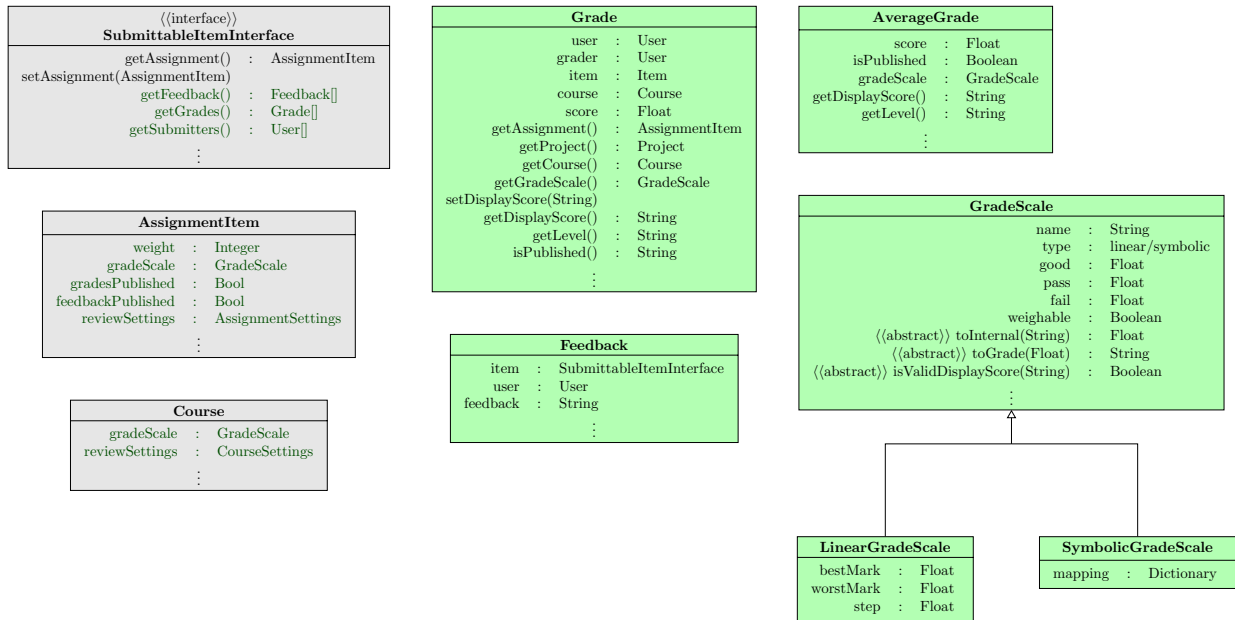 ⟨⟨interface⟩⟩
SubmittableItemInterface
getAssignment() : AssignmentItem
setAssignment(AssignmentItem)
getFeedback() : Feedback[]
getGrades() : Grade[]
getSubmitters() : User[]
⋮
AssignmentItem
weight : Integer
gradeScale : GradeScale
gradesPublished : Bool
feedbackPublished : Bool
reviewSettings : AssignmentSettings
⋮
Course
gradeScale : GradeScale
reviewSettings : CourseSettings
⋮
Grade
user : User
grader : User
item : Item
course : Course
score : Float
getAssignment() : AssignmentItem
getProject() : Project
getCourse() : Course
getGradeScale() : GradeScale
setDisplayScore(String)
getDisplayScore() : String
getLevel() : String
isPublished() : String
⋮
Feedback
item : SubmittableItemInterface
user : User
feedback : String
⋮
AverageGrade
score : Float
isPublished : Boolean
gradeScale : GradeScale
getDisplayScore() : String
getLevel() : String
⋮
GradeScale
name : String
type : linear/symbolic
good : Float
pass : Float
fail : Float
weighable : Boolean
⟨⟨abstract⟩⟩ toInternal(String) : Float
⟨⟨abstract⟩⟩ toGrade(Float) : String
⟨⟨abstract⟩⟩ isValidDisplayScore(String) : Boolean
⋮
LinearGradeScale
bestMark : Float
worstMark : Float
step : Float
SymbolicGradeScale
mapping : Dictionary